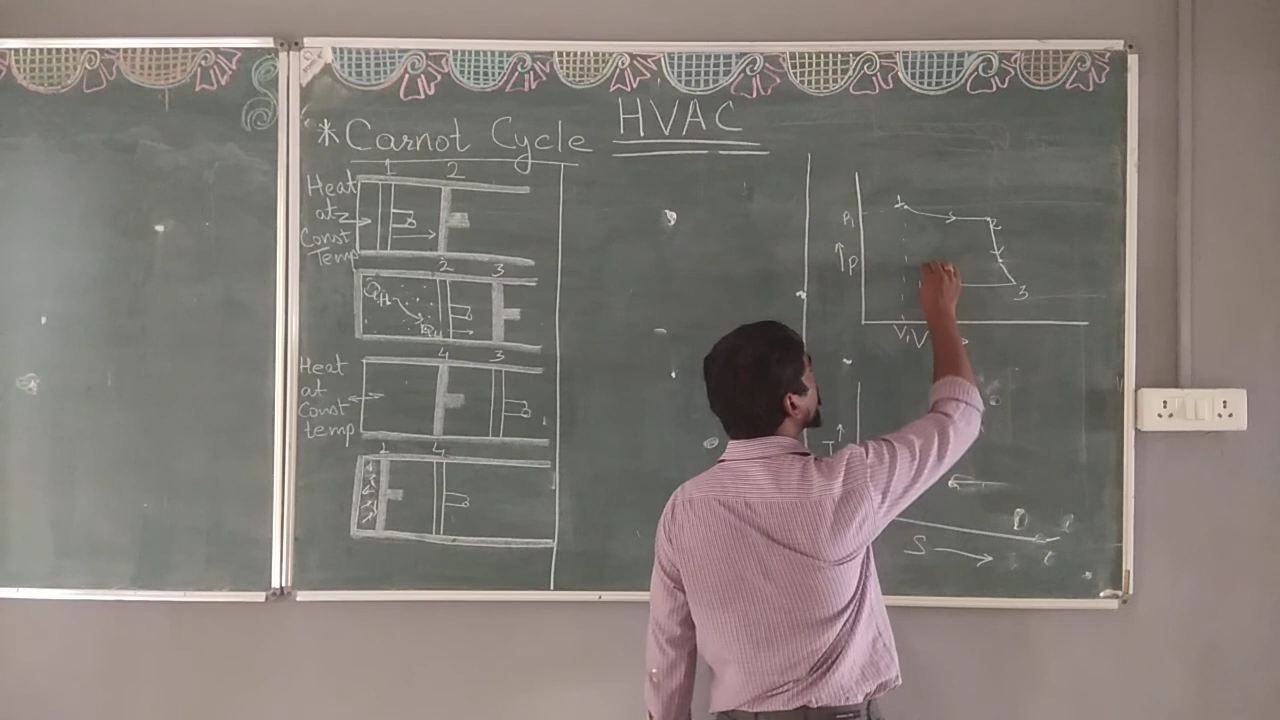 HVAC
* Carnot Cycle
1 2
Heat
at
Const
Temp
2 3
Heat
at
Const
temp
4 3
1 4
P1
1
2
P
3
V1 V
T
S